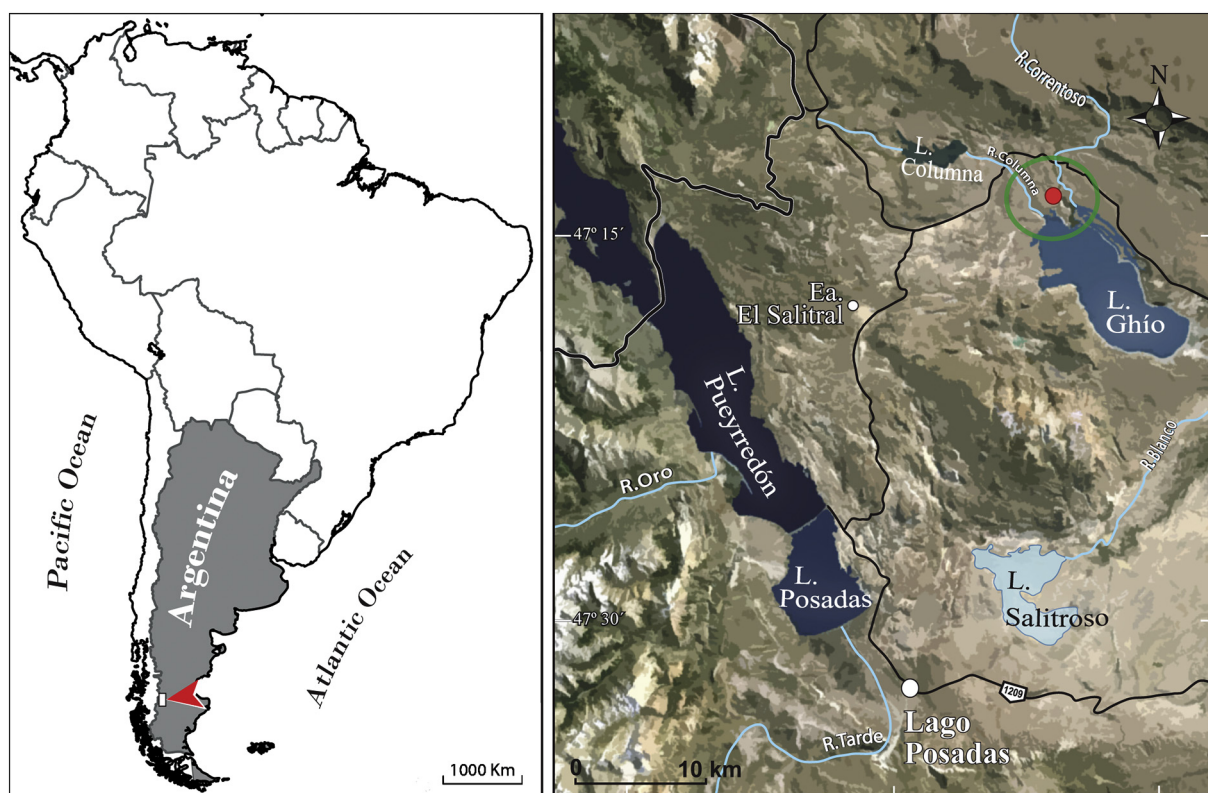 Pacific Ocean
Argentina
Atlantic Ocean
1000 Km
R.Correntoso
N
L.
Columna
R.Columna
47º 15´
Ea.
El Salitral
L.
Ghío
L.
Pueyrredón
R.Oro
R.Blanco
L.
Posadas
L.
Salitroso
47º 30´
1209
Lago
Posadas
R.Tarde
0 10 km